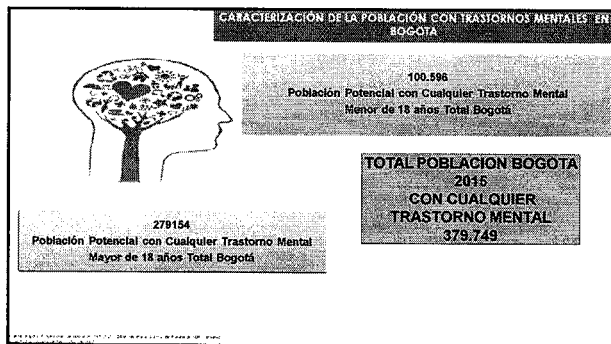 CARACTERIZACIÓN DE LA POBLACIÓN CON TRASTORNOS MENTALES EN
BOGOTA
100.596
Población Potencial con Cualquier Trastorno Mental
Menor de 18 años Total Bogotá
TOTAL POBLACION BOGOTA
2015
CON CUALQUIER
TRASTORNO MENTAL
379.749
279154
Población Potencial con Cualquier Trastorno Mental
Mayor de 18 años Total Bogotá